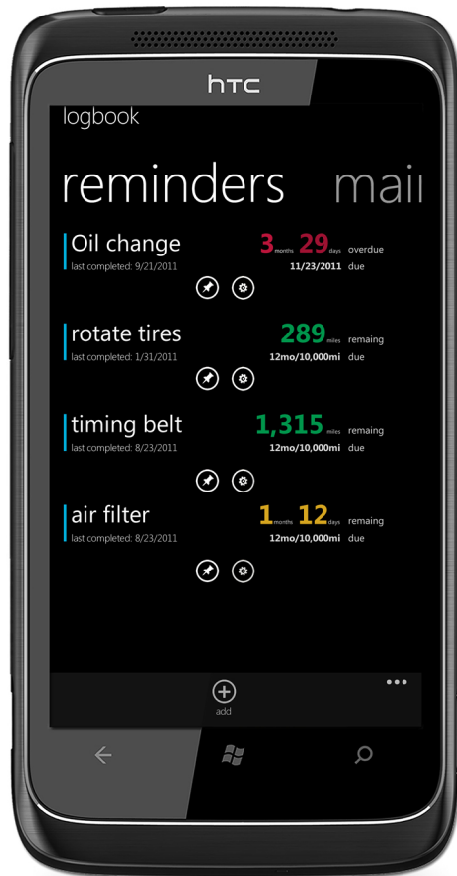 hTC
logbook
reminders mail
Oil change 3 months 29 days overdue
last completed: 9/21/2011 11/23/2011 due
rotate tires 289 miles remaing
last completed: 1/31/2011 12mo/10,000mi due
timing belt 1,315 miles remaing
last completed: 8/23/2011 12mo/10,000mi due
air filter 1 months 12 days remaing
last completed: 8/23/2011 12mo/10,000mi due
add